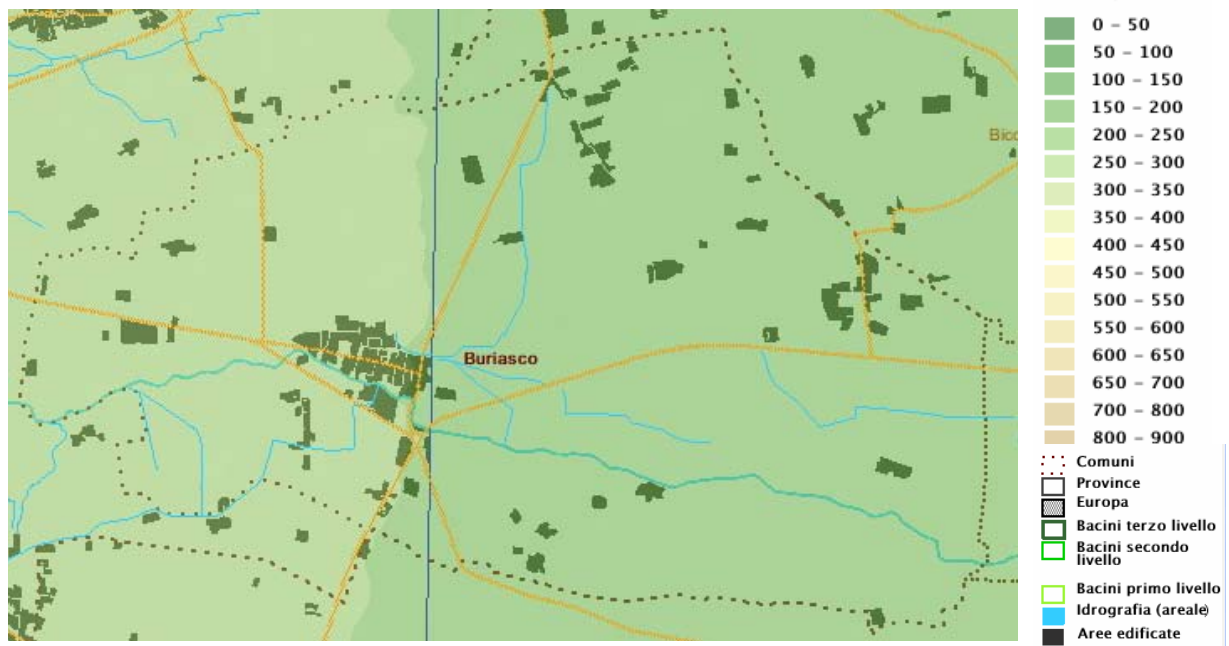 Buriasco
Bico
0 – 50
50 – 100
100 – 150
150 – 200
200 – 250
250 – 300
300 – 350
350 – 400
400 – 450
450 – 500
500 – 550
550 – 600
600 – 650
650 – 700
700 – 800
800 – 900
Comuni
Province
Europa
Bacini terzo livello
Bacini secondo
livello
Bacini primo livello
Idrografia (areale)
Aree edificate